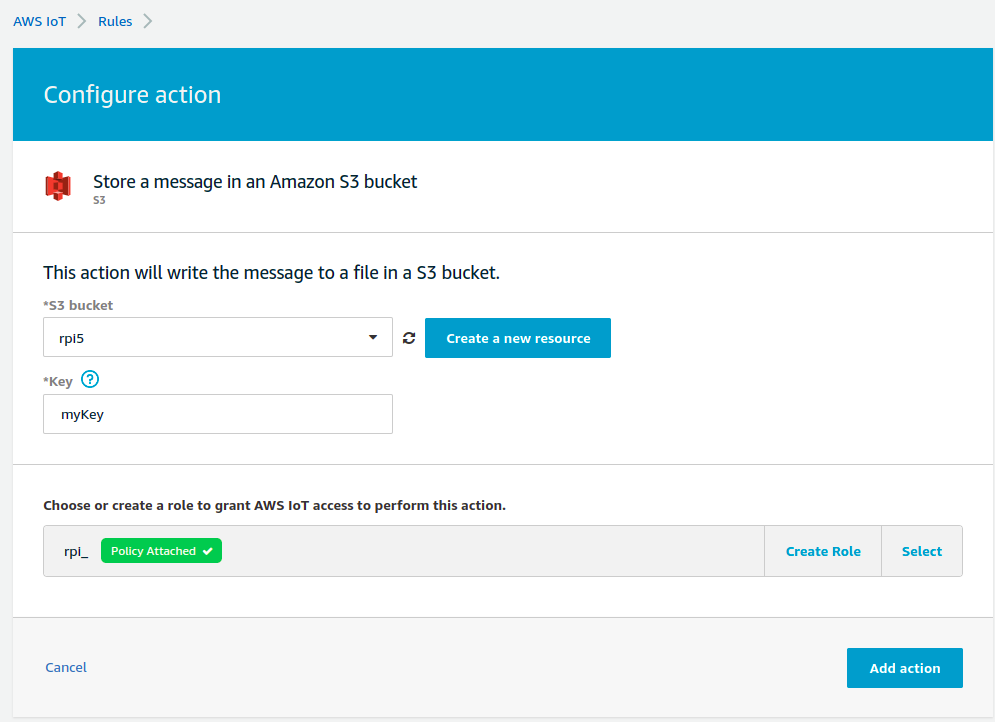 AWS IoT Rules
Configure action
Store a message in an Amazon S3 bucket
S3
This action will write the message to a file in a S3 bucket.
*S3 bucket
rpi5 Create a new resource
*Key ?
myKey
Choose or create a role to grant AWS IoT access to perform this action.
rpi_ Policy Attached Create Role Select
Cancel Add action